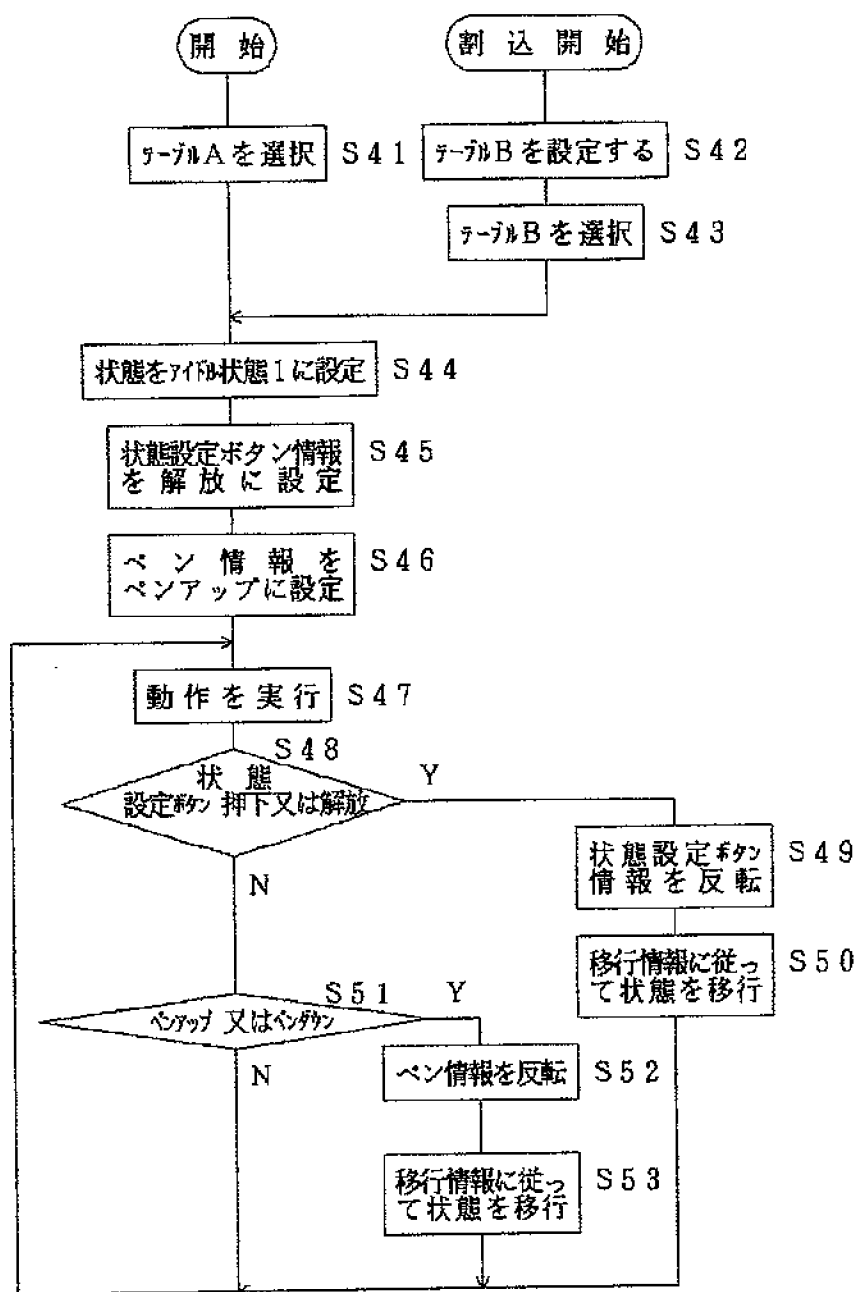 開始
割込開始
テーブルAを選択 S41
テーブルBを設定する S42
テーブルBを選択 S43
状態をアイドル状態1に設定 S44
状態設定ボタン情報 S45
を解放に設定
ペン情報を S46
ペンアップに設定
動作を実行 S47
S48
状態
設定ボタン 押下又は解放
Y
N
状態設定ボタン S49
情報を反転
移行情報に従っ S50
て状態を移行
S51
ペンアップ 又はペンダウン
Y
N
ペン情報を反転 S52
移行情報に従っ S53
て状態を移行